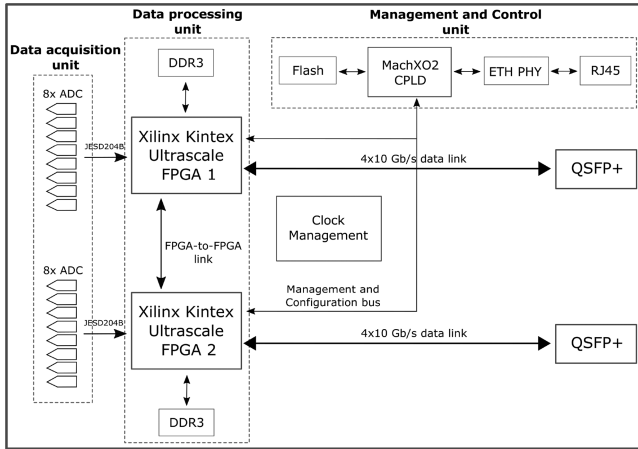 Data processing
unit
Management and Control
unit
Data acquisition
unit
DDR3
Flash
MachXO2
CPLD
ETH PHY
RJ45
8x ADC
JESD204B
Xilinx Kintex
Ultrascale
FPGA 1
4x10 Gb/s data link
QSFP+
Clock
Management
FPGA-to-FPGA
link
8x ADC
JESD204B
Management and
Configuration bus
Xilinx Kintex
Ultrascale
FPGA 2
4x10 Gb/s data link
QSFP+
DDR3